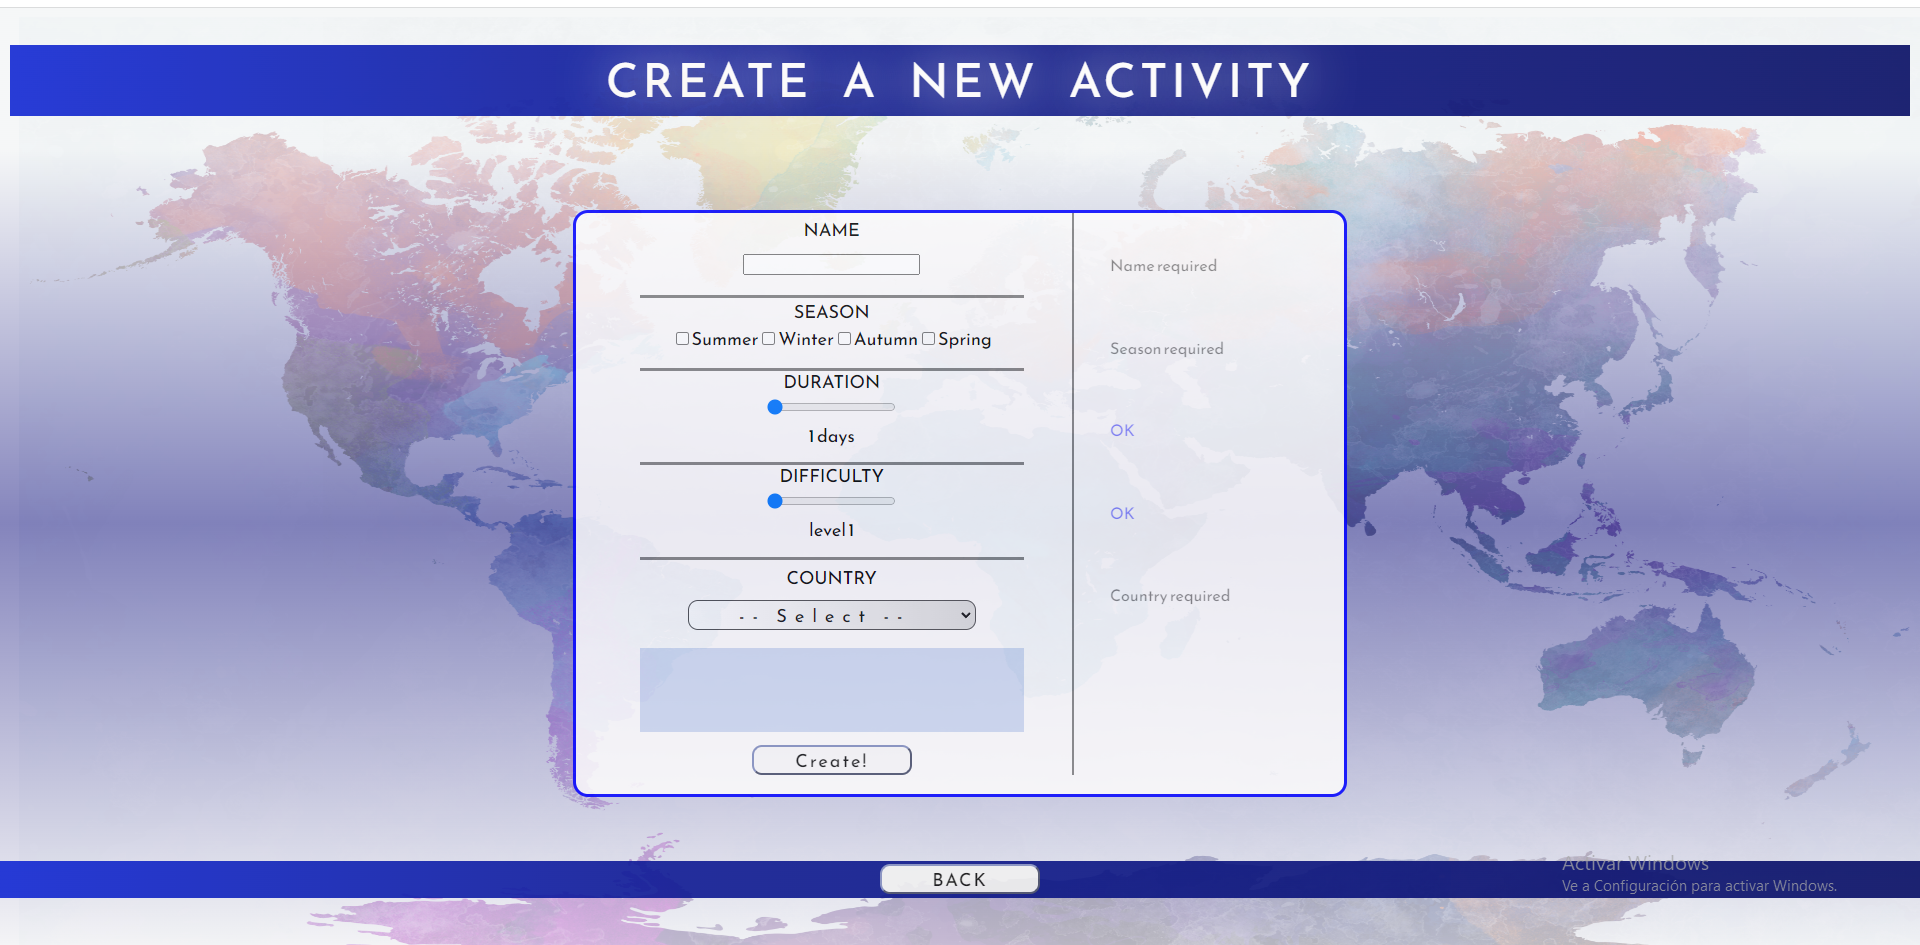 CREATE A NEW ACTIVITY
NAME
Name required
SEASON
Summer Winter Autumn Spring
Season required
DURATION
1 days
OK
DIFFICULTY
level 1
OK
COUNTRY
-- Select --
Country required
Create!
BACK
Activar Windows
Ve a Configuración para activar Windows.